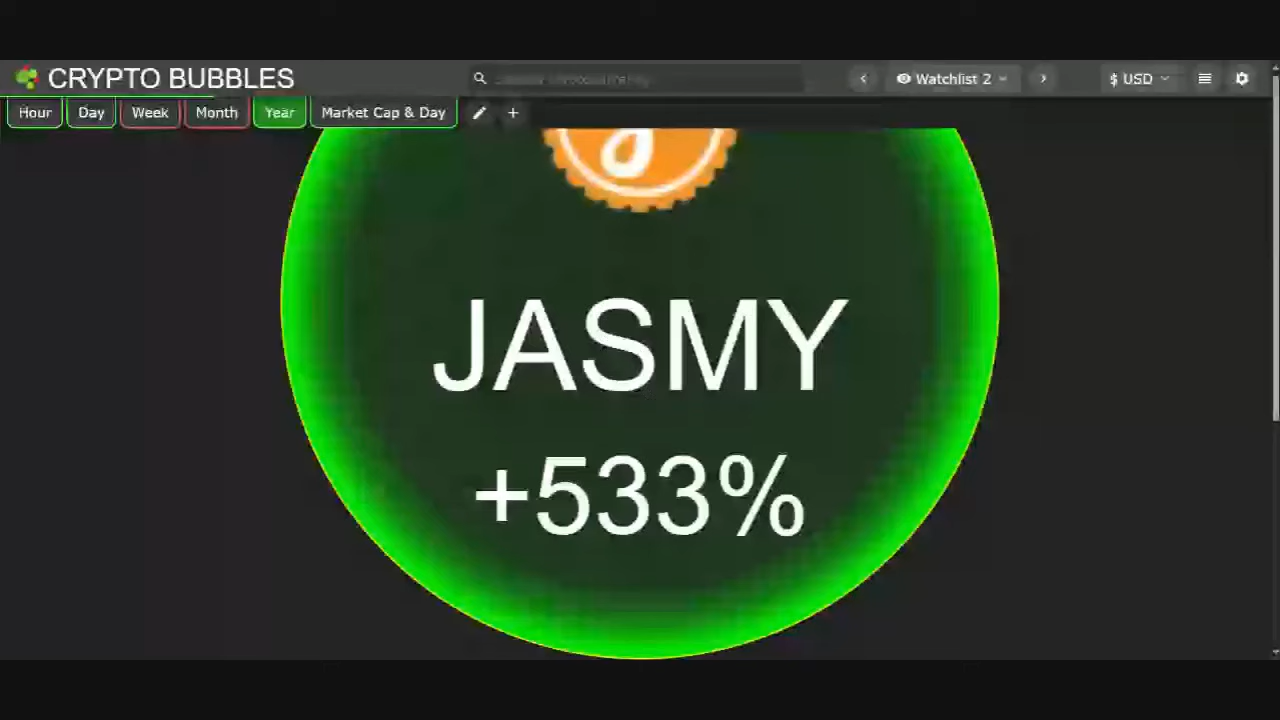 CRYPTO BUBBLES
Watchlist 2
$ USD
Hour
Day
Week
Month
Year
Market Cap & Day
+
JASMY
+533%